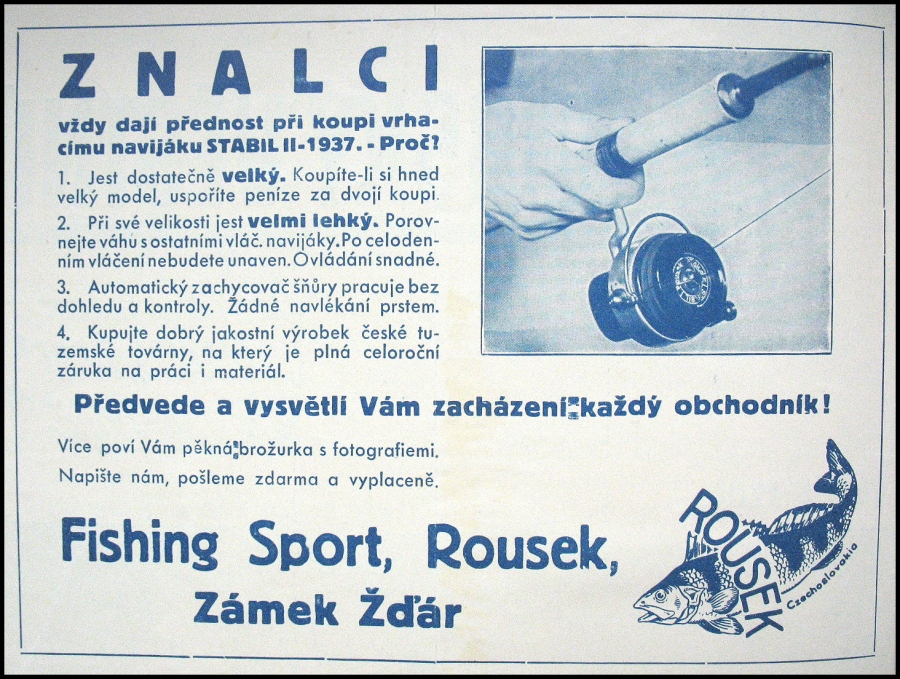 ZNALCI
vždy dají přednost při koupi vrha-
címu navijáku STABIL II-1937. - Proč?
1. Jest dostatečně velký. Koupíte-li si hned
velký model, uspoříte peníze za dvojí koupi.
2. Při své velikosti jest velmi lehký. Porov-
nejte váhu s ostatními vláč. navijáky. Po celoden-
ním vláčení nebudete unaven. Ovládání snadné.
3. Automatický zachycovač šňůry pracuje bez
dohledu a kontroly. Žádné navlékání prstem.
4. Kupujte dobrý jakostní výrobek české tu-
zemské továrny, na který je plná celoroční
záruka na práci i materiál.
Předvede a vysvětlí Vám zacházení každý obchodník!
Více poví Vám pěkná brožurka s fotografiemi.
Napište nám, pošleme zdarma a vyplaceně.
Fishing Sport, Rousek,
Zámek Žďár
ROUSEK
Czechoslovakia